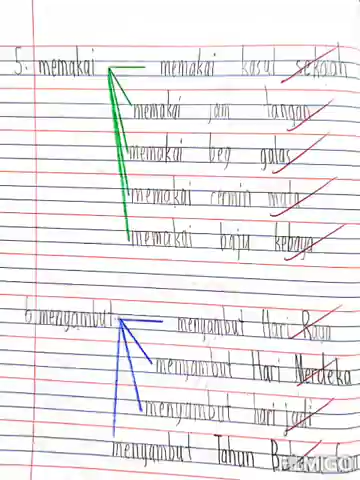 5. memakai memakai kasut sekolah
memakai jam tangan
memakai beg galas
memakai cermin mata
memakai baju kebaya
6. menyambut menyambut Hari Raya
menyambut Hari Merdeka
menyambut hari jadi
menyambut Tahun